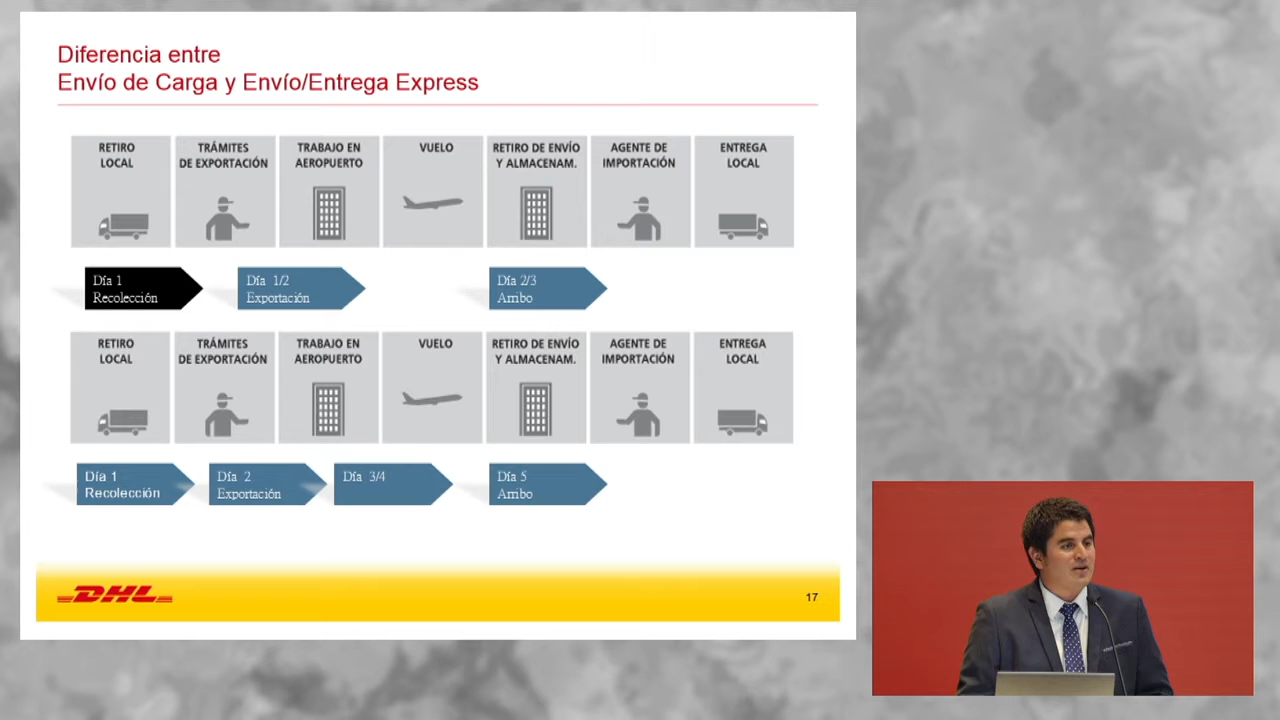 Diferencia entre
Envío de Carga y Envío/Entrega Express
RETIRO
LOCAL
TRÁMITES
DE EXPORTACIÓN
TRABAJO EN
AEROPUERTO
VUELO
RETIRO DE ENVÍO
Y ALMACENAM.
AGENTE DE
IMPORTACIÓN
ENTREGA
LOCAL
Día 1
Recolección
Día 1/2
Exportación
Día 2/3
Arribo
RETIRO
LOCAL
TRÁMITES
DE EXPORTACIÓN
TRABAJO EN
AEROPUERTO
VUELO
RETIRO DE ENVÍO
Y ALMACENAM.
AGENTE DE
IMPORTACIÓN
ENTREGA
LOCAL
Día 1
Recolección
Día 2
Exportación
Día 3/4
Día 5
Arribo
DHL
17